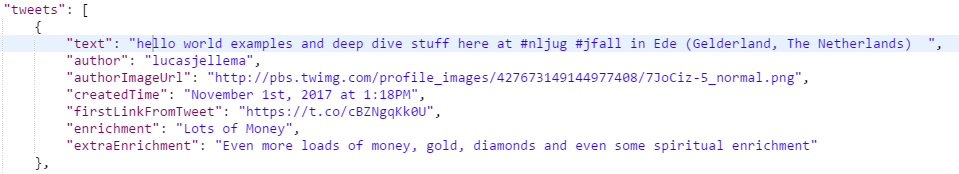 "tweets": [
{
"text": "hello world examples and deep dive stuff here at #nljug #jfall in Ede (Gelderland, The Netherlands)  ",
"author": "lucasjellema",
"authorImageUrl": "http://pbs.twimg.com/profile_images/427673149144977408/7JoCiz-5_normal.png",
"createdTime": "November 1st, 2017 at 1:18PM",
"firstLinkFromTweet": "https://t.co/cBZNgqKk0U",
"enrichment": "Lots of Money",
"extraEnrichment": "Even more loads of money, gold, diamonds and even some spiritual enrichment"
},